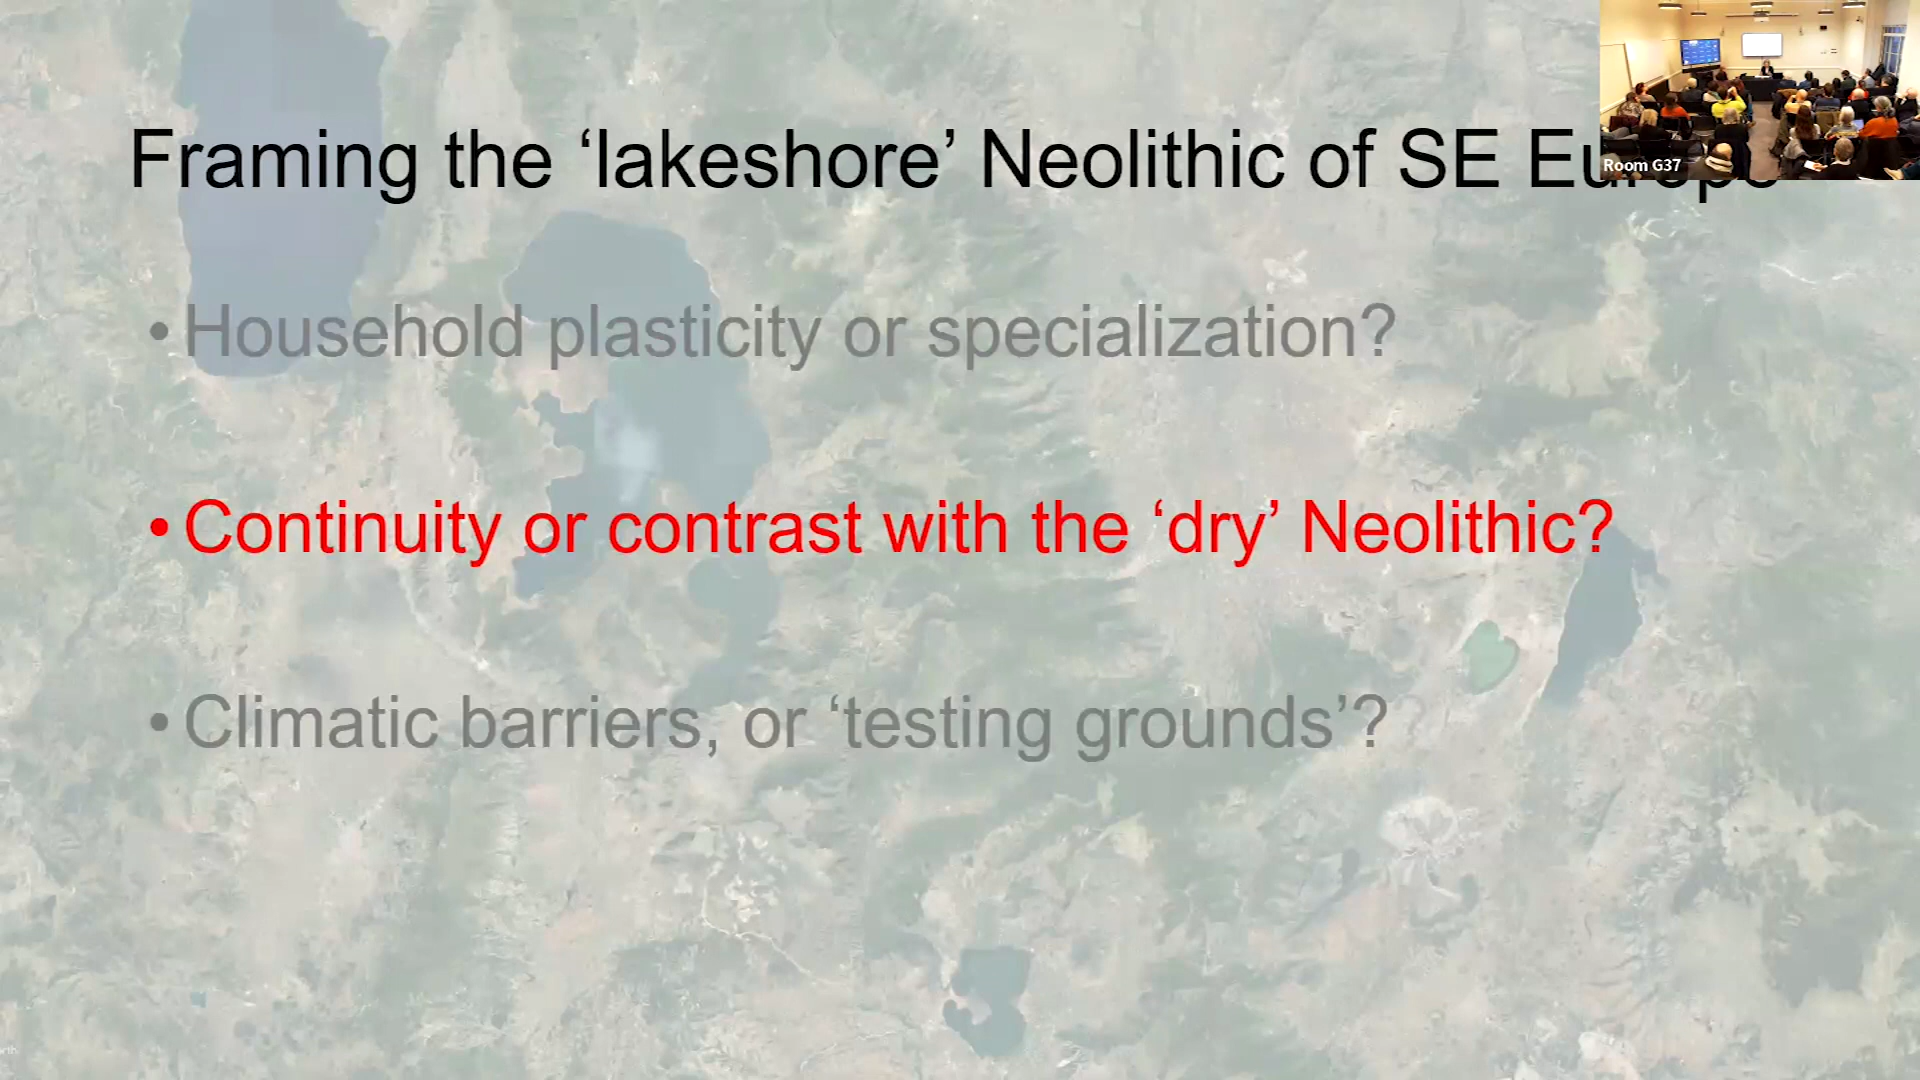 Framing the ‘lakeshore’ Neolithic of SE Europe
Room G37
• Household plasticity or specialization?
• Continuity or contrast with the ‘dry’ Neolithic?
• Climatic barriers, or ‘testing grounds’?